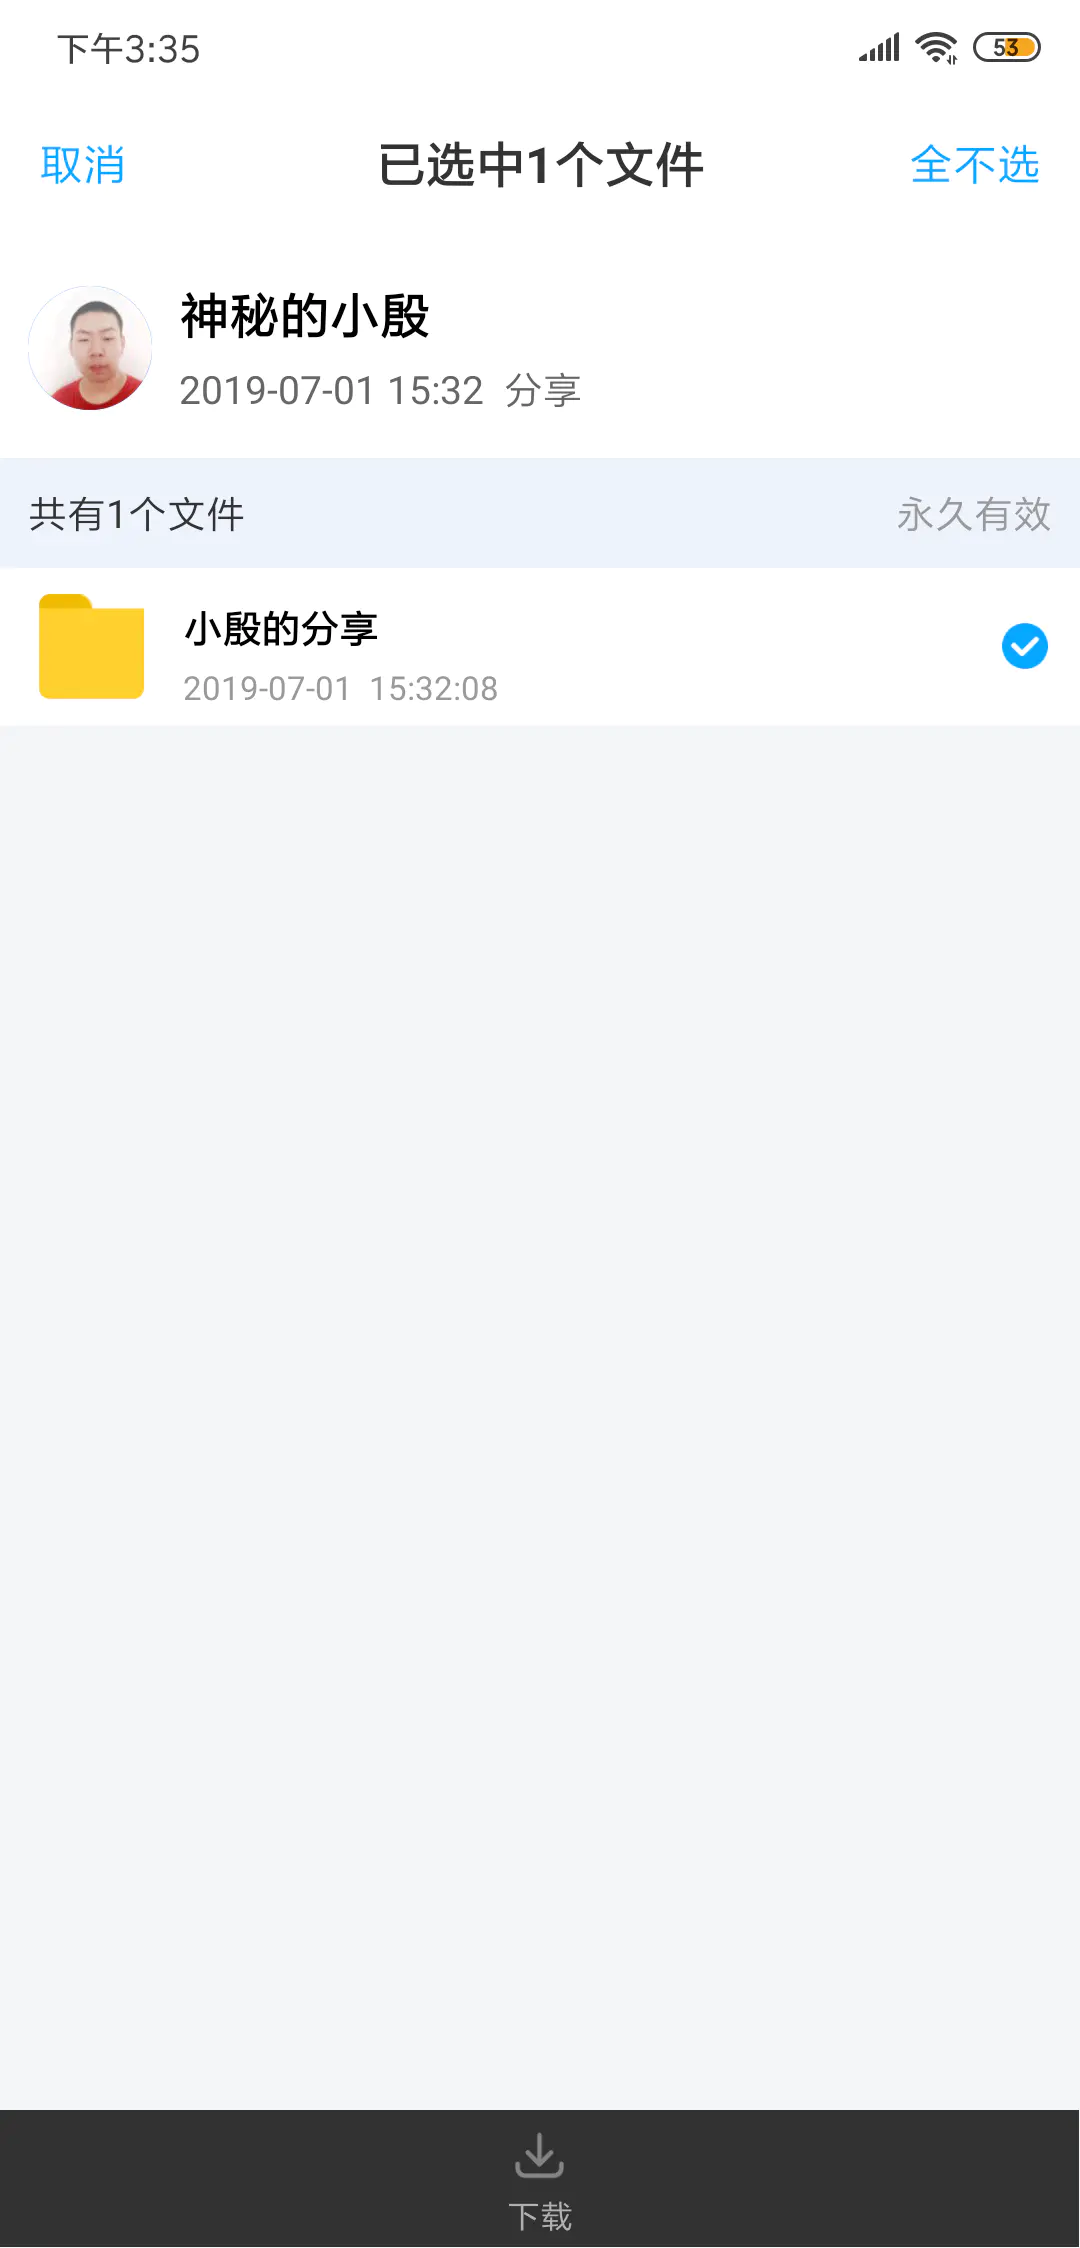 下午3:35
53
取消
已选中1个文件
全不选
神秘的小殷
2019-07-01 15:32 分享
共有1个文件
永久有效
小殷的分享
2019-07-01 15:32:08
下载